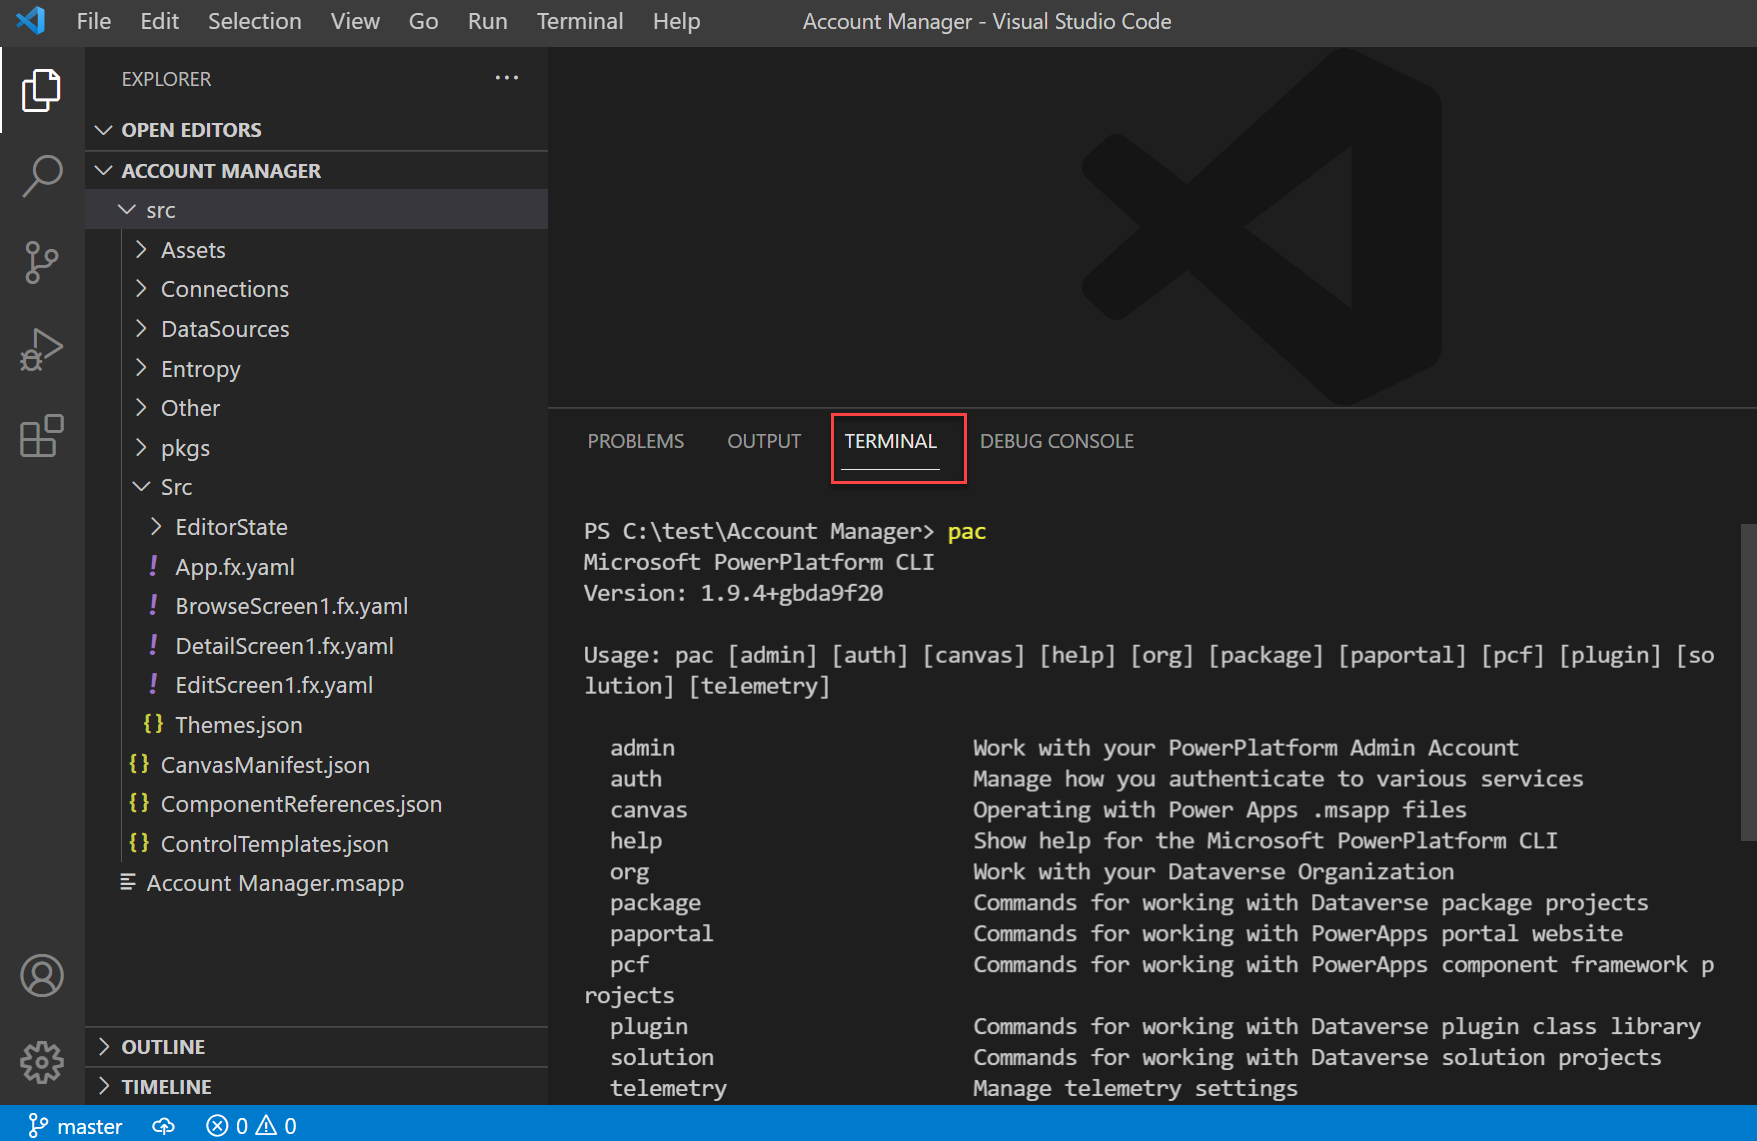 File Edit Selection View Go Run Terminal Help Account Manager - Visual Studio Code
EXPLORER ···
OPEN EDITORS
ACCOUNT MANAGER
src
Assets
Connections
DataSources
Entropy
Other
pkgs
Src
EditorState
! App.fx.yaml
! BrowseScreen1.fx.yaml
! DetailScreen1.fx.yaml
! EditScreen1.fx.yaml
{} Themes.json
{} CanvasManifest.json
{} ComponentReferences.json
{} ControlTemplates.json
Account Manager.msapp
OUTLINE
TIMELINE
PROBLEMS OUTPUT TERMINAL DEBUG CONSOLE
PS C:\test\Account Manager> pac
Microsoft PowerPlatform CLI
Version: 1.9.4+gbda9f20
Usage: pac [admin] [auth] [canvas] [help] [org] [package] [paportal] [pcf] [plugin] [so
lution] [telemetry]
admin Work with your PowerPlatform Admin Account
auth Manage how you authenticate to various services
canvas Operating with Power Apps .msapp files
help Show help for the Microsoft PowerPlatform CLI
org Work with your Dataverse Organization
package Commands for working with Dataverse package projects
paportal Commands for working with PowerApps portal website
pcf Commands for working with PowerApps component framework p
rojects
plugin Commands for working with Dataverse plugin class library
solution Commands for working with Dataverse solution projects
telemetry Manage telemetry settings
master 0 0